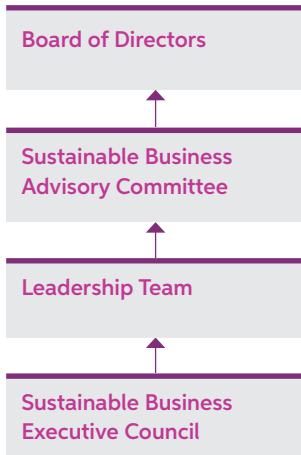 Board of Directors
Sustainable Business
Advisory Committee
Leadership Team
Sustainable Business
Executive Council